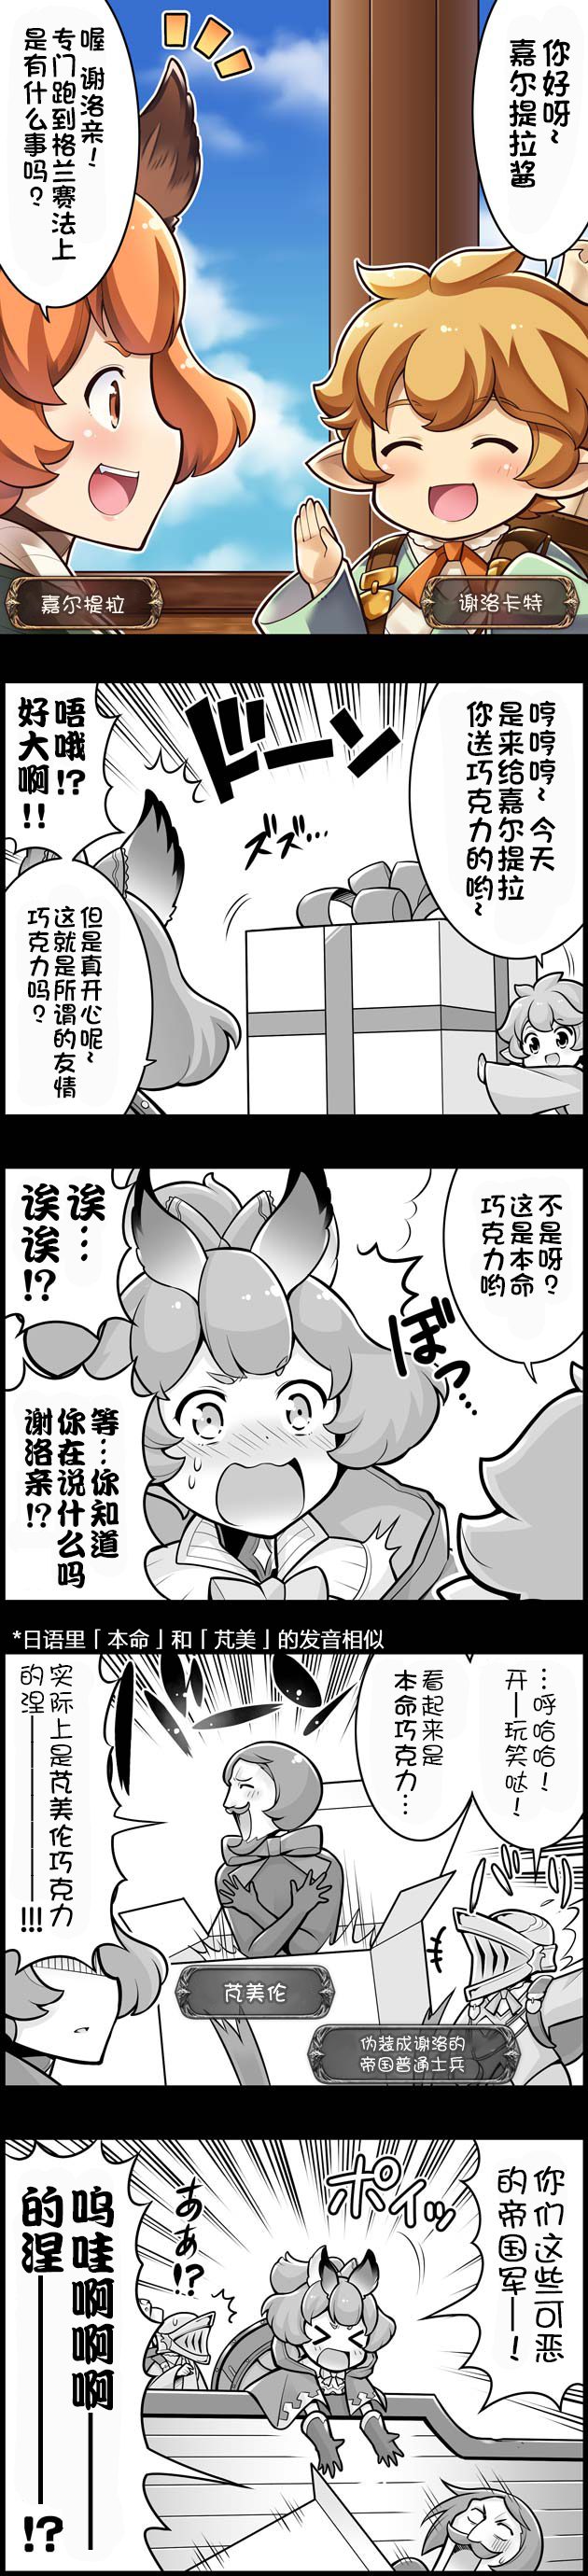 你好呀~
嘉尔提拉酱
喔 谢洛亲！
专门跑到格兰赛法上
是有什么事吗？
嘉尔提拉
谢洛卡特
哼哼哼~今天
是来给嘉尔提拉
你送巧克力的哟~
ドーン
ズズ…
唔哦!?
好大啊!!
但是真开心呢~
这就是所谓的友情
巧克力吗？
不是呀？
这是本命
巧克力哟
ぼっ…
诶…
诶诶!?
等…你知道
你在说什么吗
谢洛亲!?
*日语里「本命」和「芃美」的发音相似
…呼哈哈！
开—玩笑哒！
看起来是
本命巧克力…
实际上是芃美伦巧克力
的涅——————!!!
芃美伦
伪装成谢洛的
帝国普通士兵
你们这些可恶
的帝国军—！
ポイッ
あぁ!?
呜哇啊啊啊——————
的涅——————!?